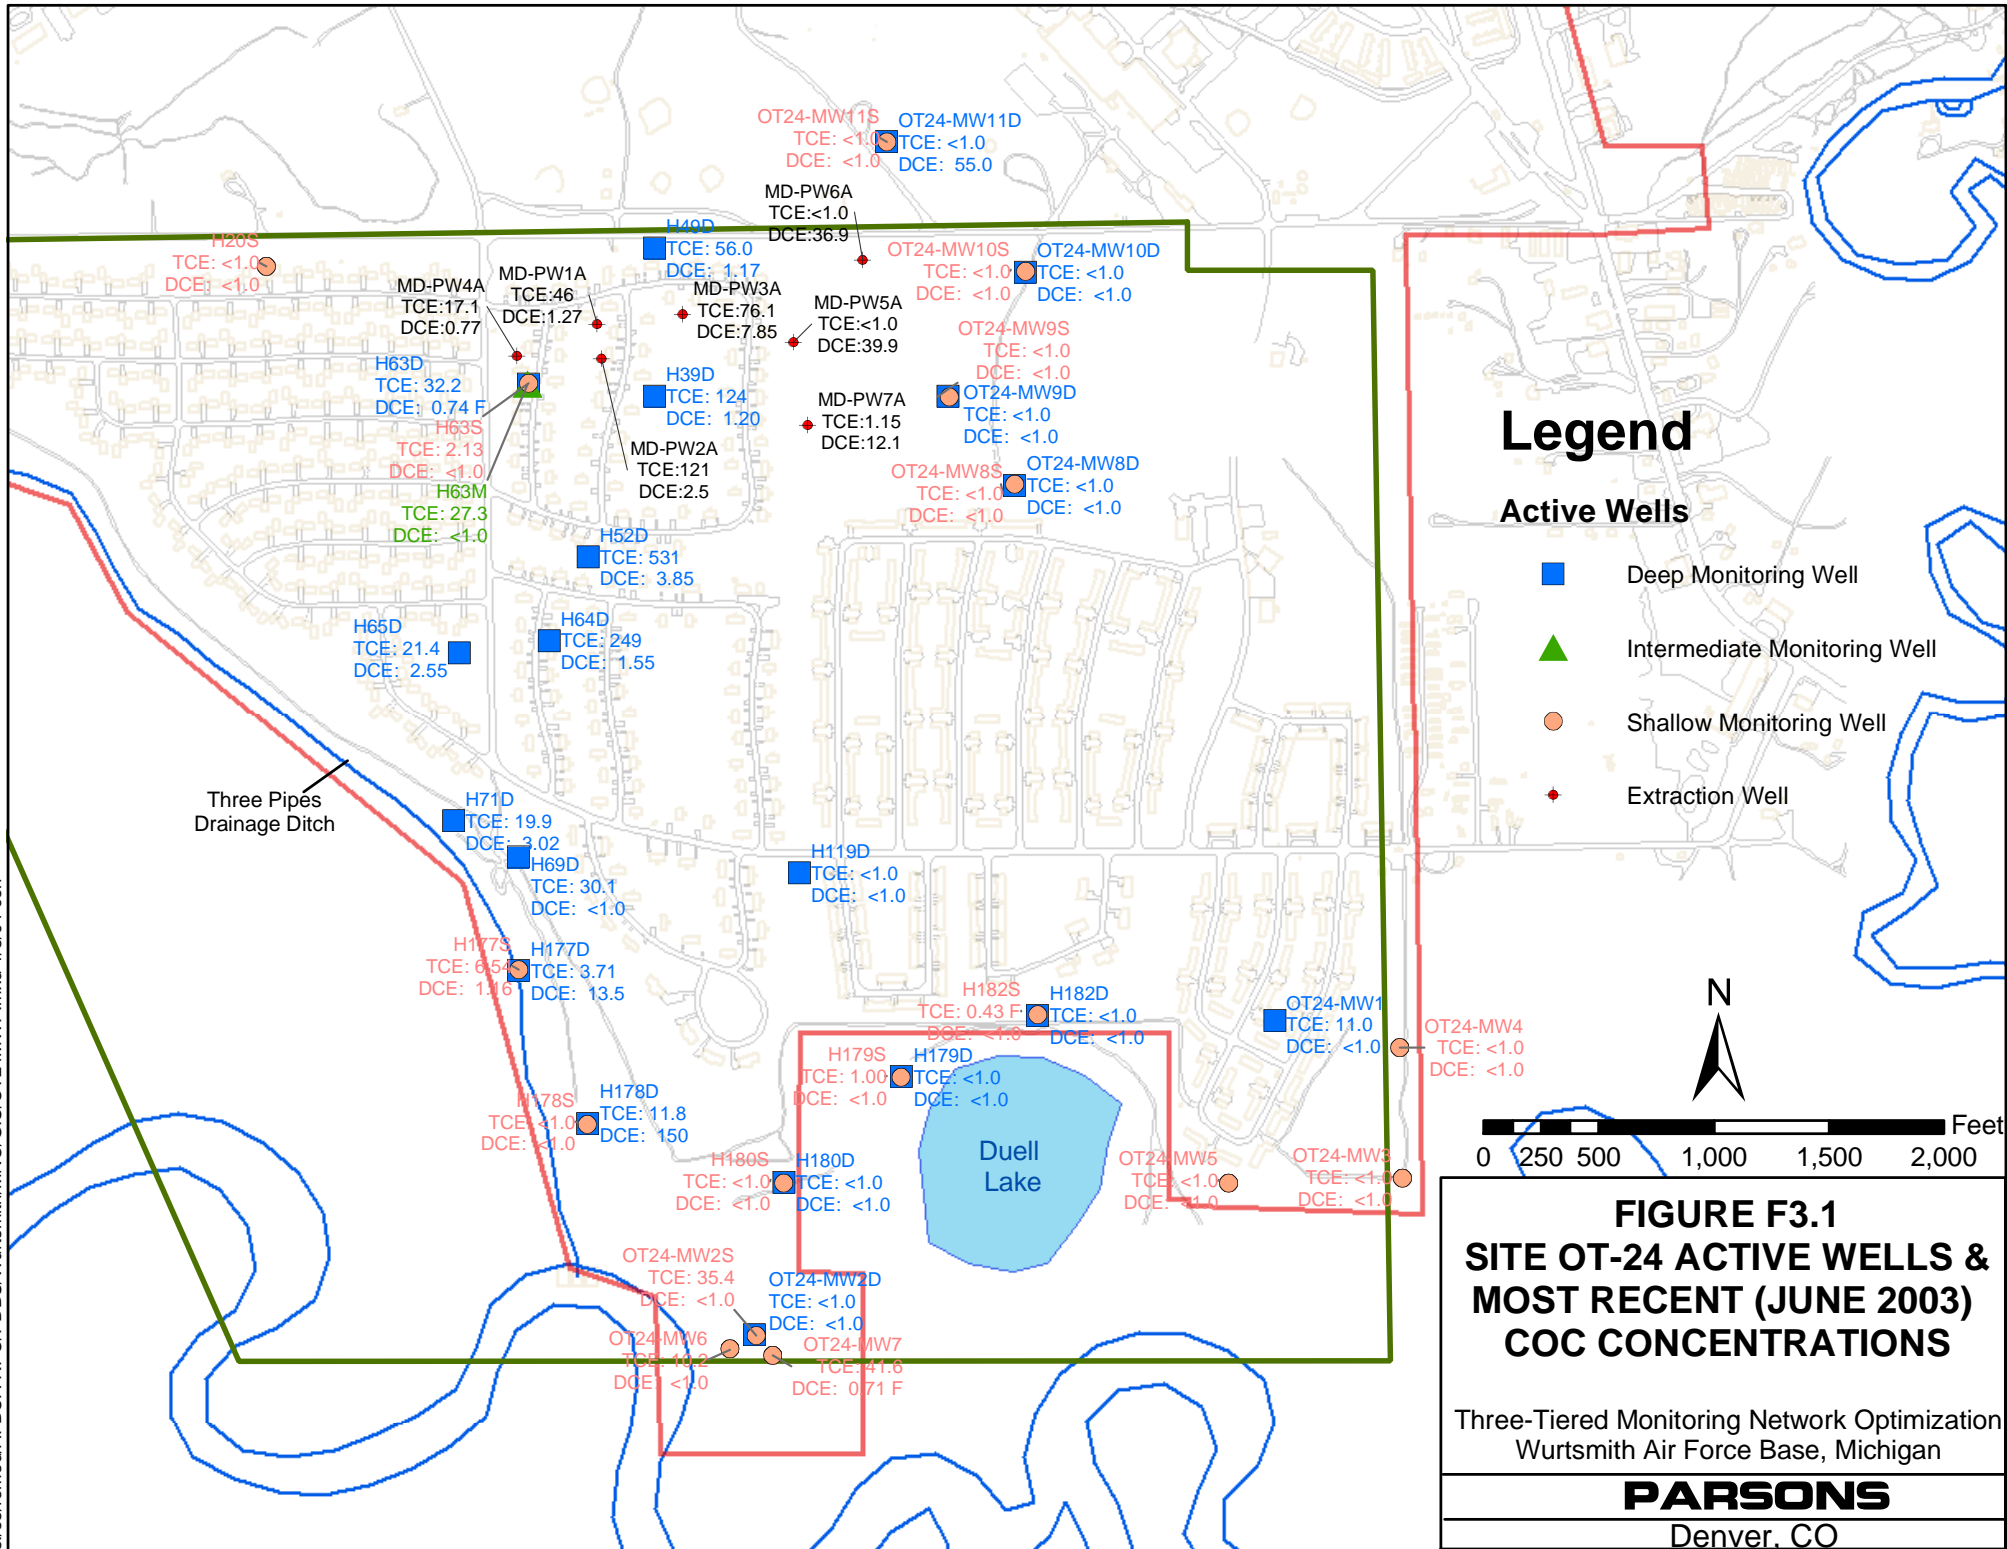 OT24-MW11S
TCE: <1.0
DCE: <1.0
OT24-MW11D
TCE: <1.0
DCE: 55.0
MD-PW6A
TCE:<1.0
DCE:36.9
H20S
TCE: <1.0
DCE: <1.0
H40D
TCE: 56.0
DCE: 1.17
OT24-MW10S
TCE: <1.0
DCE: <1.0
OT24-MW10D
TCE: <1.0
DCE: <1.0
MD-PW4A
TCE:17.1
DCE:0.77
MD-PW1A
TCE:46
DCE:1.27
MD-PW3A
TCE:76.1
DCE:7.85
MD-PW5A
TCE:<1.0
DCE:39.9
OT24-MW9S
TCE: <1.0
DCE: <1.0
H63D
TCE: 32.2
DCE: 0.74 F
H39D
TCE: 124
DCE: 1.20
OT24-MW9D
TCE: <1.0
DCE: <1.0
MD-PW7A
TCE:1.15
DCE:12.1
H63S
TCE: 2.13
DCE: <1.0
MD-PW2A
TCE:121
DCE:2.5
OT24-MW8S
TCE: <1.0
DCE: <1.0
OT24-MW8D
TCE: <1.0
DCE: <1.0
H63M
TCE: 27.3
DCE: <1.0
H52D
TCE: 531
DCE: 3.85
H65D
TCE: 21.4
DCE: 2.55
H64D
TCE: 249
DCE: 1.55
Three Pipes
Drainage Ditch
H71D
TCE: 19.9
DCE: 3.02
H69D
TCE: 30.1
DCE: <1.0
H119D
TCE: <1.0
DCE: <1.0
H177S
TCE: 6.54
DCE: 1.16
H177D
TCE: 3.71
DCE: 13.5
H182S
TCE: 0.43 F
DCE: <1.0
H182D
TCE: <1.0
DCE: <1.0
OT24-MW1
TCE: 11.0
DCE: <1.0
OT24-MW4
TCE: <1.0
DCE: <1.0
H179S
TCE: 1.00
DCE: <1.0
H179D
TCE: <1.0
DCE: <1.0
H178S
TCE: <1.0
DCE: <1.0
H178D
TCE: 11.8
DCE: 150
Duell
Lake
H180S
TCE: <1.0
DCE: <1.0
H180D
TCE: <1.0
DCE: <1.0
OT24-MW5
TCE: <1.0
DCE: <1.0
OT24-MW3
TCE: <1.0
DCE: <1.0
OT24-MW2S
TCE: 35.4
DCE: <1.0
OT24-MW2D
TCE: <1.0
DCE: <1.0
OT24-MW6
TCE: 10.2
DCE: <1.0
OT24-MW7
TCE: 41.6
DCE: 0.71 F
Legend
Active Wells
Deep Monitoring Well
Intermediate Monitoring Well
Shallow Monitoring Well
Extraction Well
N
Feet
0 250 500 1,000 1,500 2,000
FIGURE F3.1
SITE OT-24 ACTIVE WELLS &
MOST RECENT (JUNE 2003)
COC CONCENTRATIONS
Three-Tiered Monitoring Network Optimization
Wurtsmith Air Force Base, Michigan
PARSONS
Denver, CO